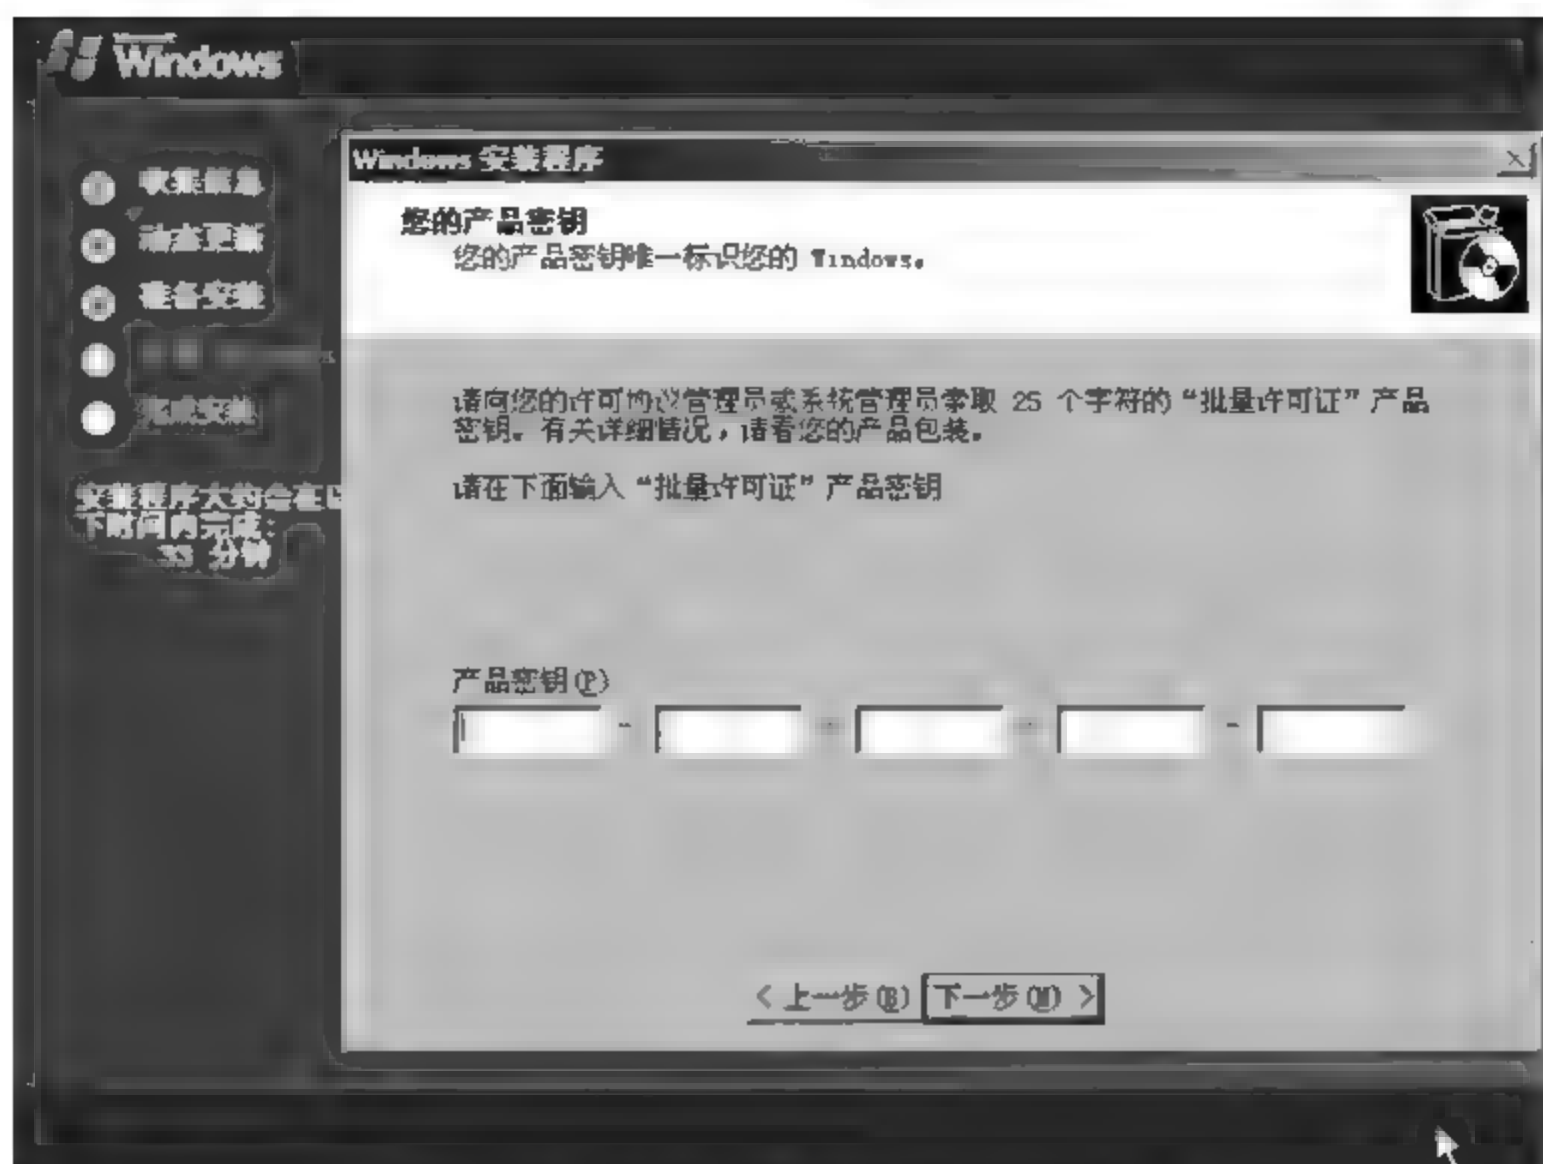 Windows
收集信息
动态更新
准备安装
完成安装
安装程序大约会在以
下时间内完成:
33 分钟
Windows 安装程序
您的产品密钥
您的产品密钥唯一标识您的 Windows。
请向您的许可协议管理员或系统管理员索取 25 个字符的“批量许可证”产品
密钥。有关详细情况，请看您的产品包装。
请在下面输入“批量许可证”产品密钥
产品密钥(P)
- - - -
< 上一步(B) 下一步(N) >